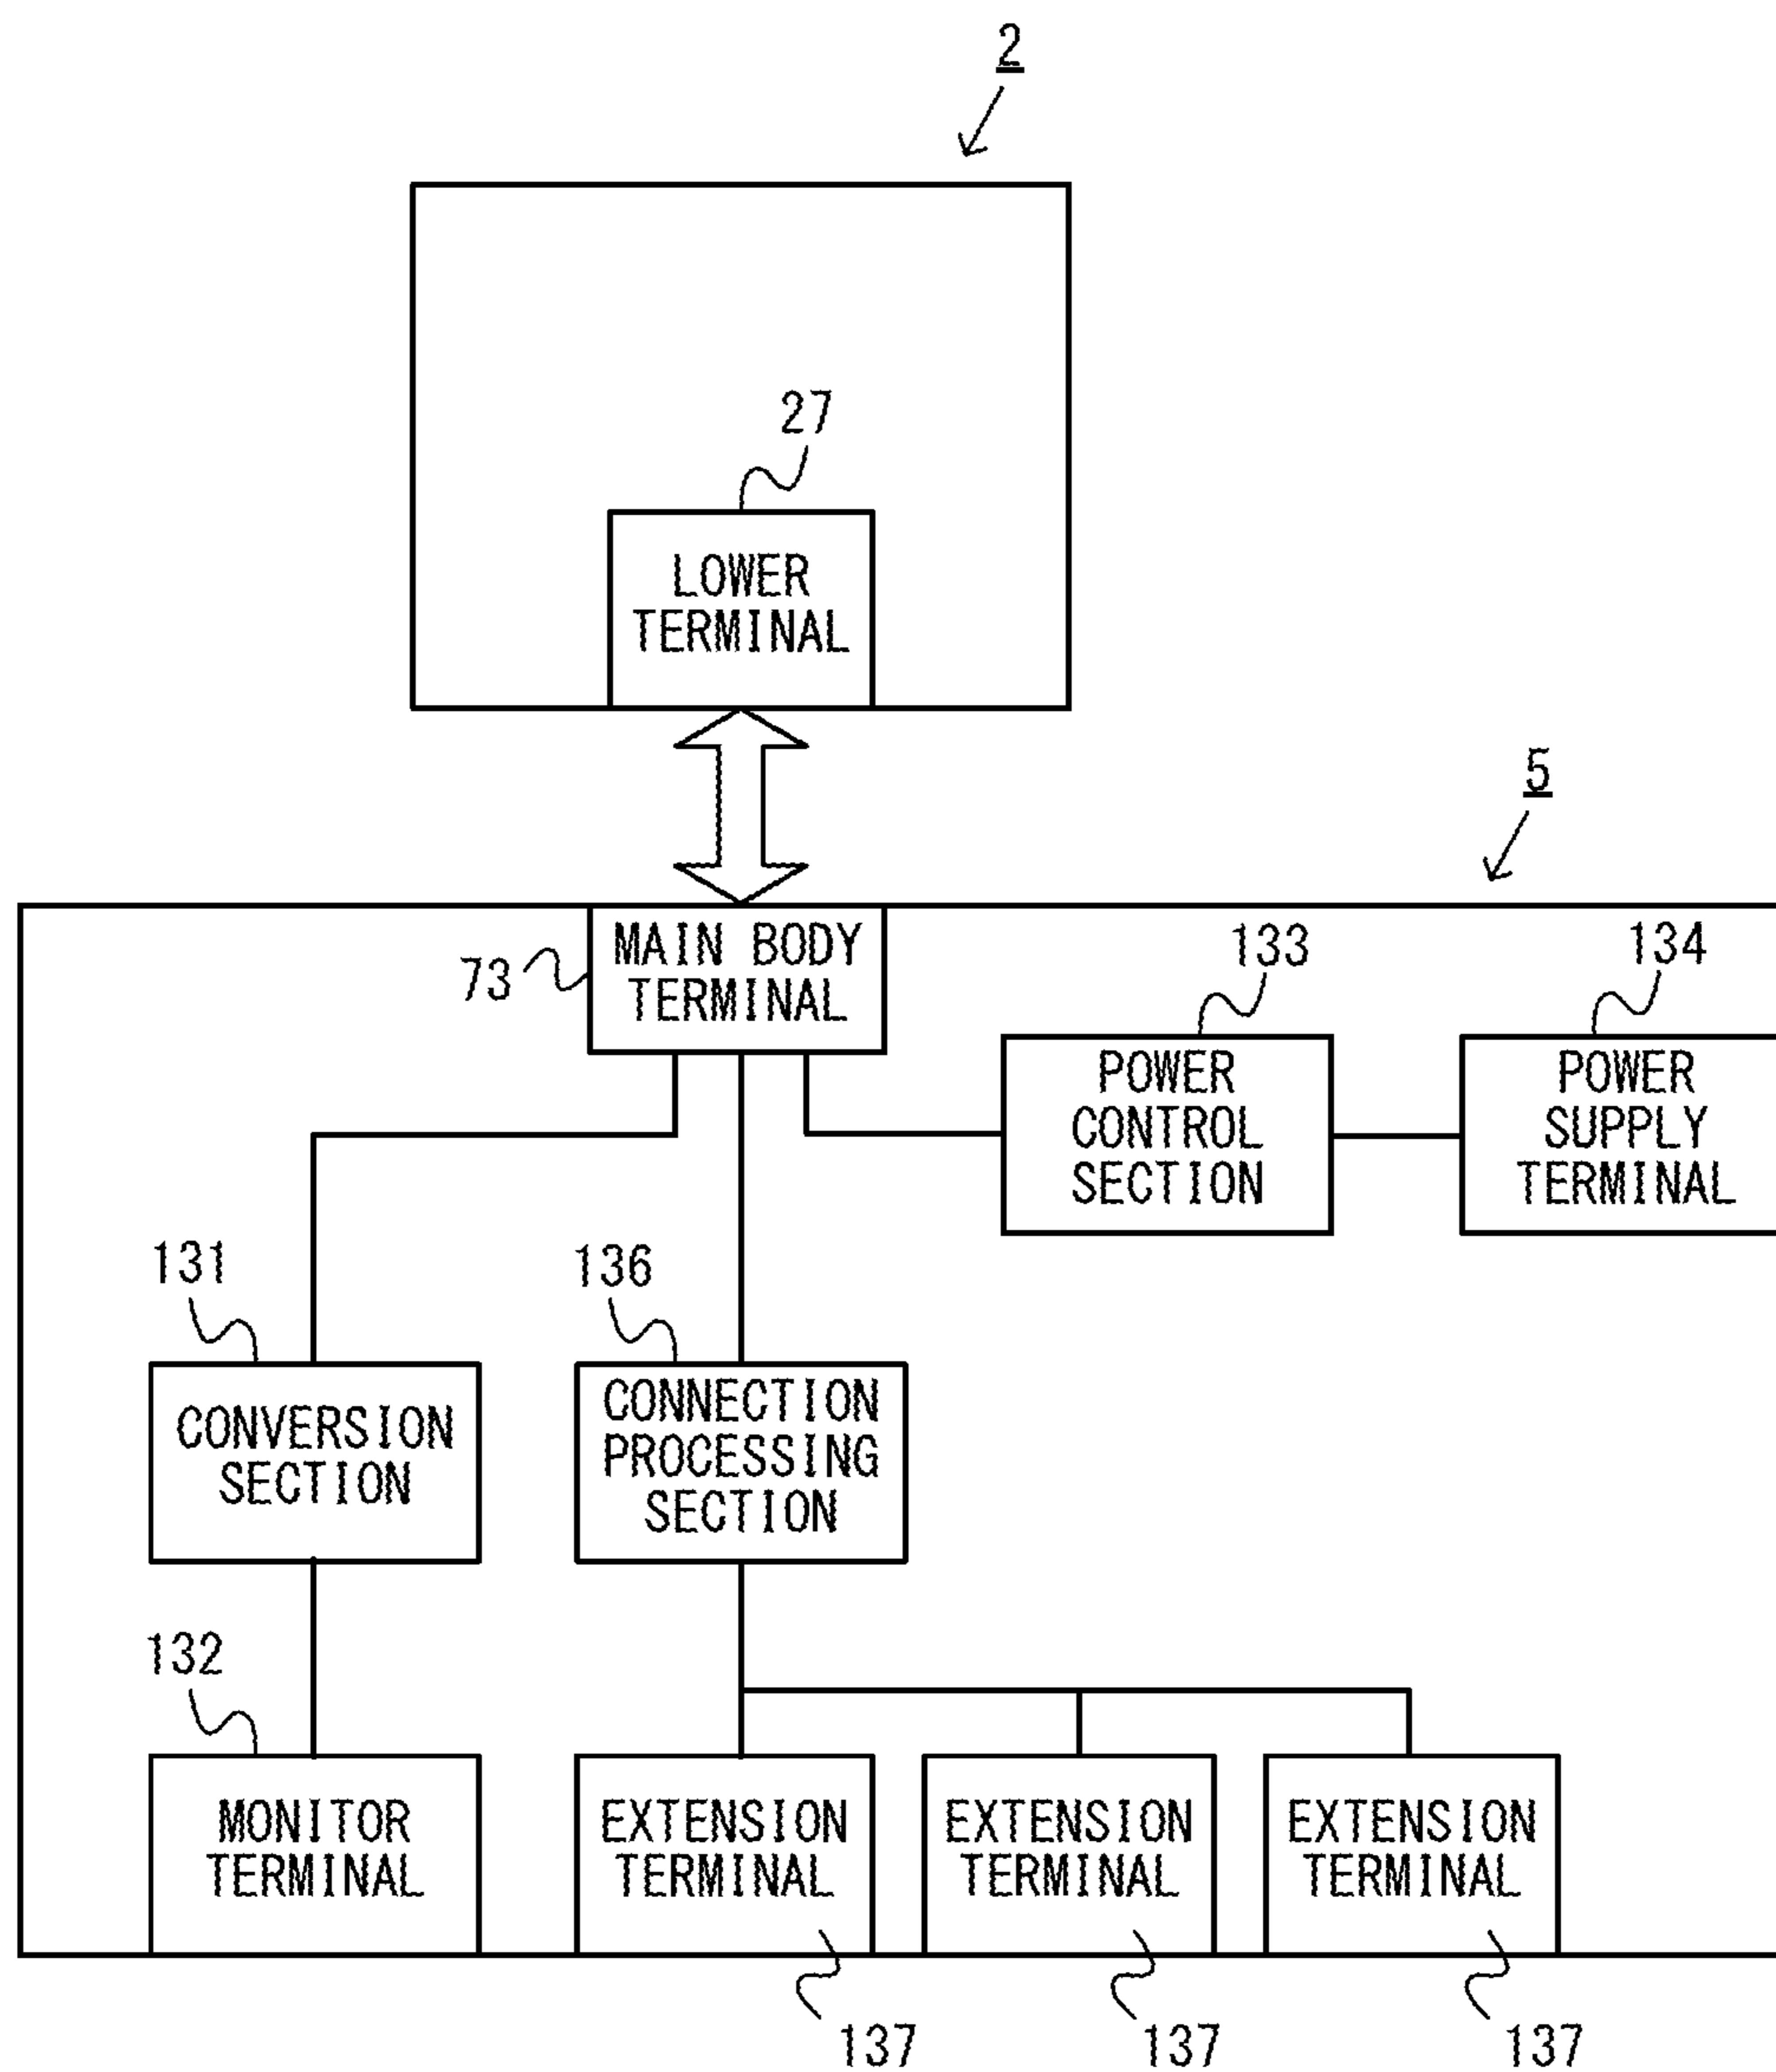 2
27
LOWER
TERMINAL
5
73
MAIN BODY
TERMINAL
133
POWER
CONTROL
SECTION
134
POWER
SUPPLY
TERMINAL
131
CONVERSION
SECTION
136
CONNECTION
PROCESSING
SECTION
132
MONITOR
TERMINAL
EXTENSION
TERMINAL
EXTENSION
TERMINAL
EXTENSION
TERMINAL
137
137
137